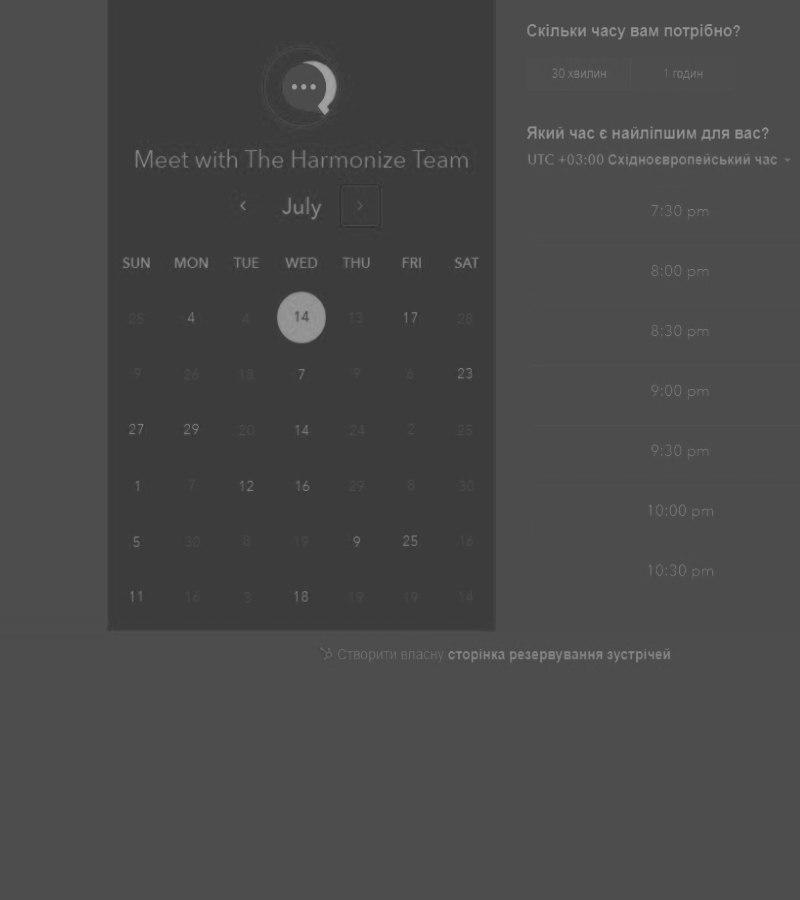 Meet with The Harmonize Team
July
SUN MON TUE WED THU FRI SAT
28 4 4 14 13 17 28
9 26 18 7 9 6 23
27 29 20 14 24 2 25
1 7 12 16 29 8 30
5 30 8 19 9 25 16
11 16 3 18 19 19 14
Скільки часу вам потрібно?
30 хвилин 1 годин
Який час є найліпшим для вас?
UTC +03:00 Східноєвропейський час
7:30 pm
8:00 pm
8:30 pm
9:00 pm
9:30 pm
10:00 pm
10:30 pm
Створити власну сторінка резервування зустрічей